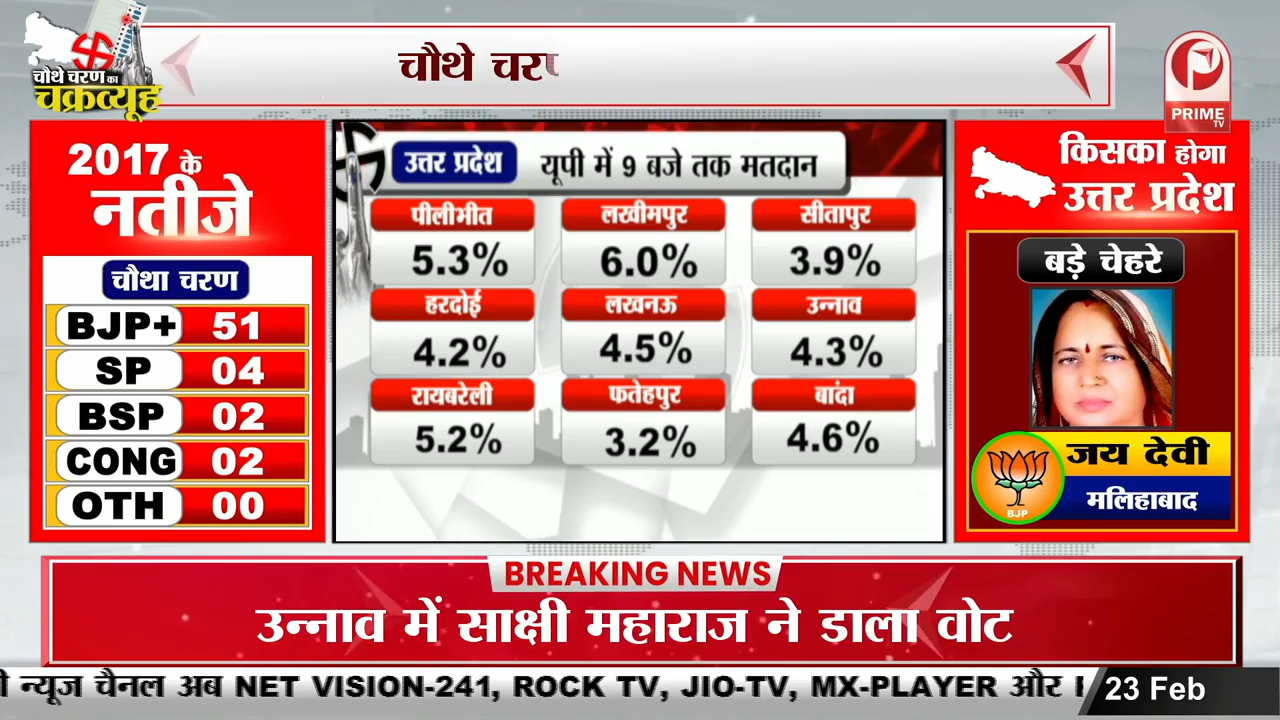 चौथे चरण का
चक्रव्यूह
चौथे
PRIME
TV
2017 के
नतीजे
चौथा चरण
BJP+ 51
SP 04
BSP 02
CONG 02
OTH 00
उत्तर प्रदेश यूपी में 9 बजे तक मतदान
पीलीभीत लखीमपुर सीतापुर
5.3% 6.0% 3.9%
हरदोई लखनऊ उन्नाव
4.2% 4.5% 4.3%
रायबरेली फतेहपुर बांदा
5.2% 3.2% 4.6%
किसका होगा
उत्तर प्रदेश
बड़े चेहरे
BJP
जय देवी
मलिहाबाद
BREAKING NEWS
उन्नाव में साक्षी महाराज ने डाला वोट
न्यूज चैनल अब NET VISION-241, ROCK TV, JIO-TV, MX-PLAYER और
23 Feb